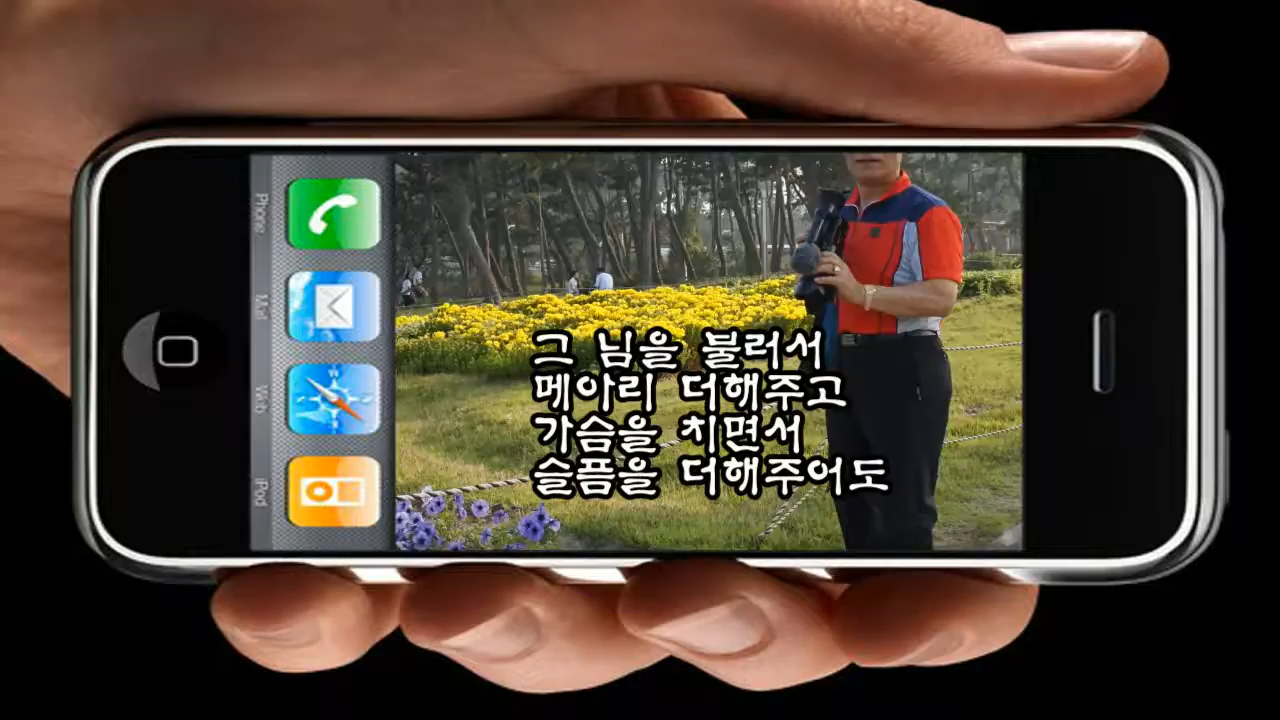 그 님을 불러서
메아리 더해주고
가슴을 치면서
슬픔을 더해주어도
Phone
Mail
Web
iPod